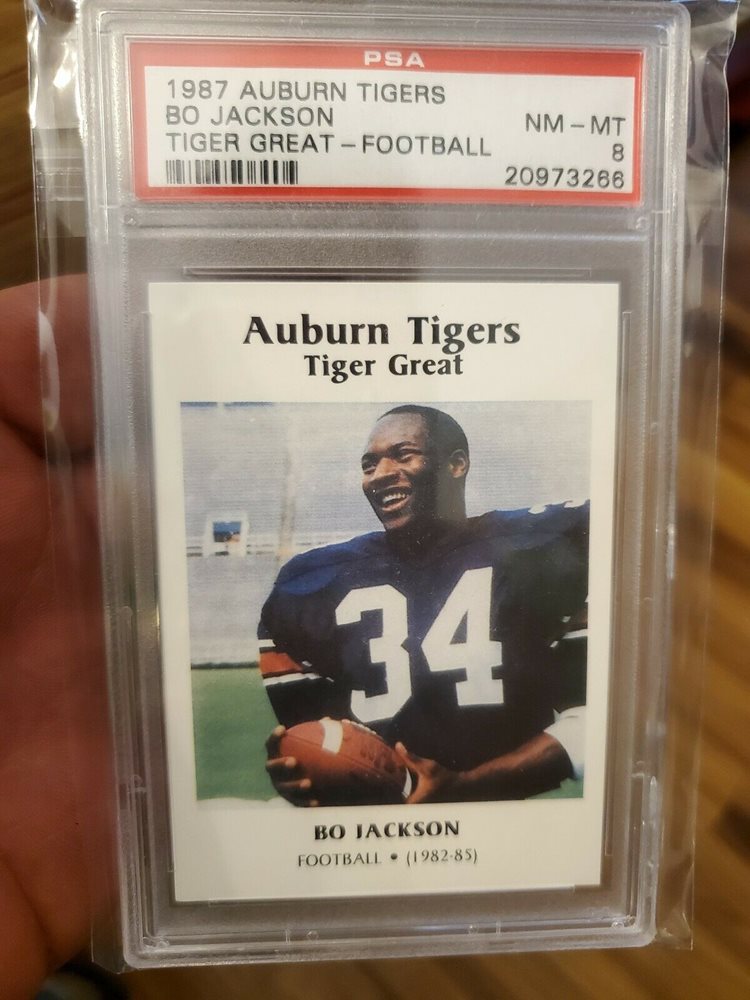 PSA
1987 AUBURN TIGERS
BO JACKSON NM-MT
TIGER GREAT-FOOTBALL 8
20973266
Auburn Tigers
Tiger Great
34
BO JACKSON
FOOTBALL • (1982-85)